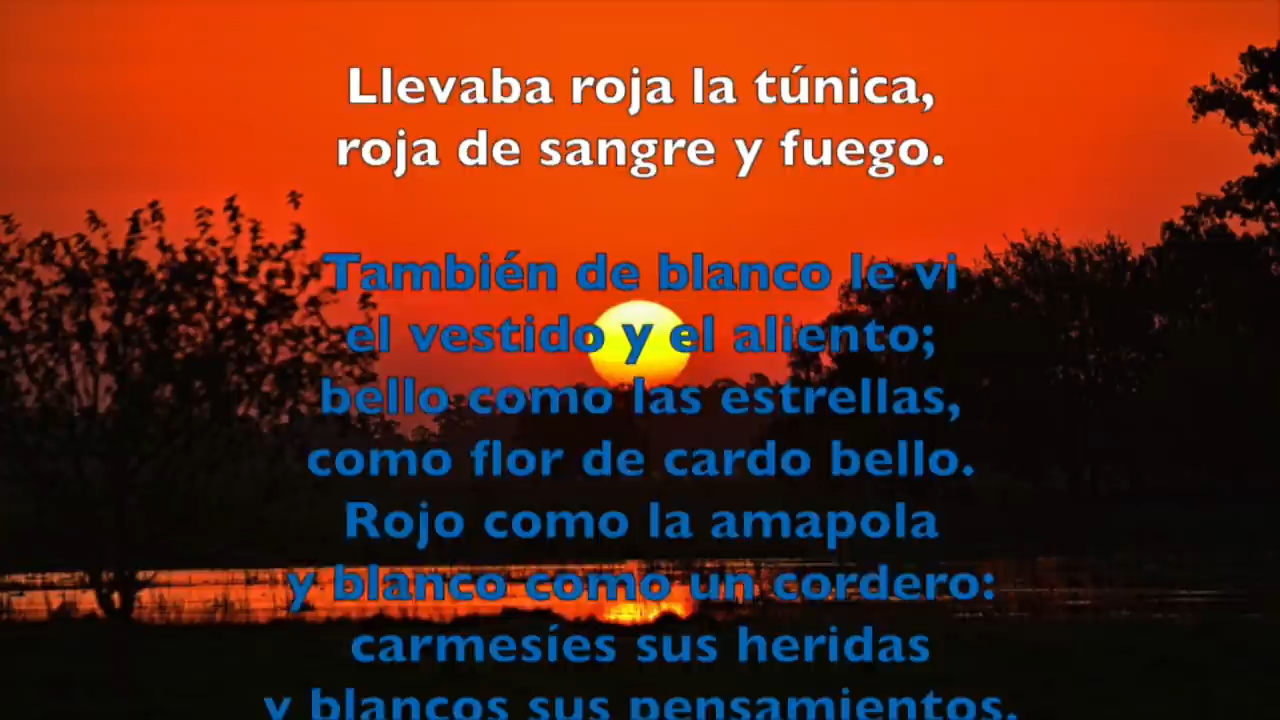 Llevaba roja la túnica,
roja de sangre y fuego.
También de blanco le vi
el vestido y el aliento;
bello como las estrellas,
como flor de cardo bello.
Rojo como la amapola
y blanco como un cordero:
carmesíes sus heridas
y blancos sus pensamientos.